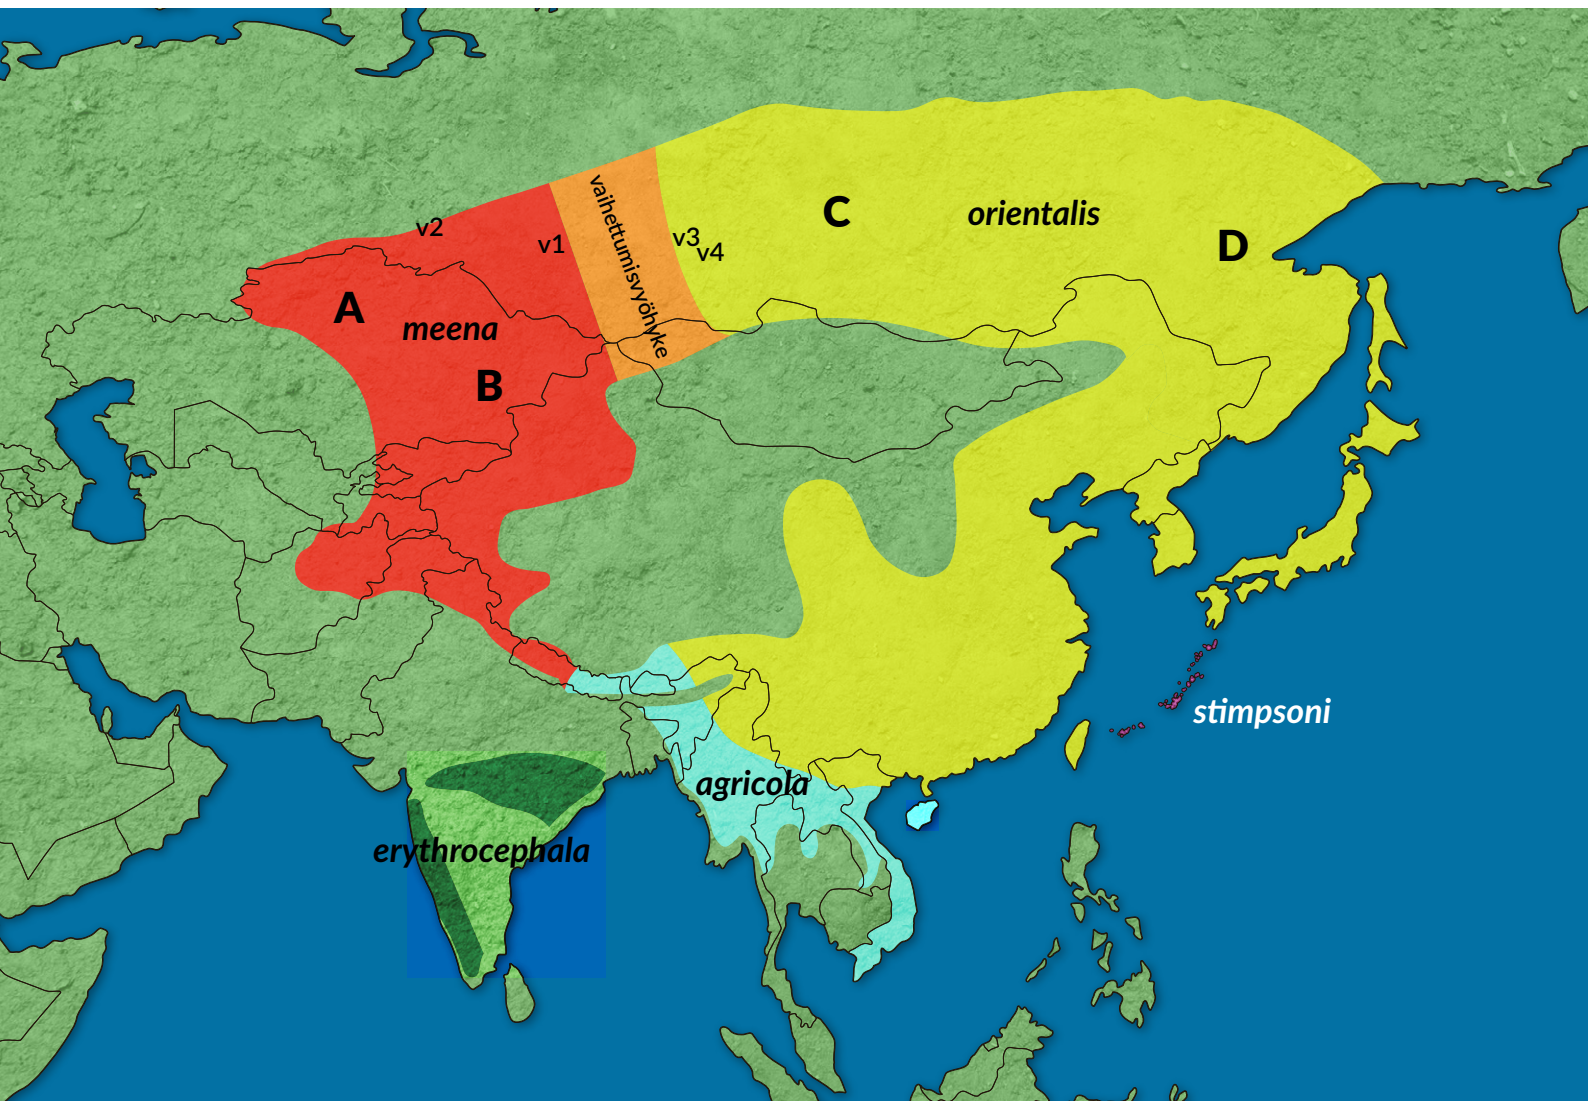 C
orientalis
D
vaihettumisvyöhyke
v2
v1
v3
v4
A
meena
B
stimpsoni
agricola
erythrocephala